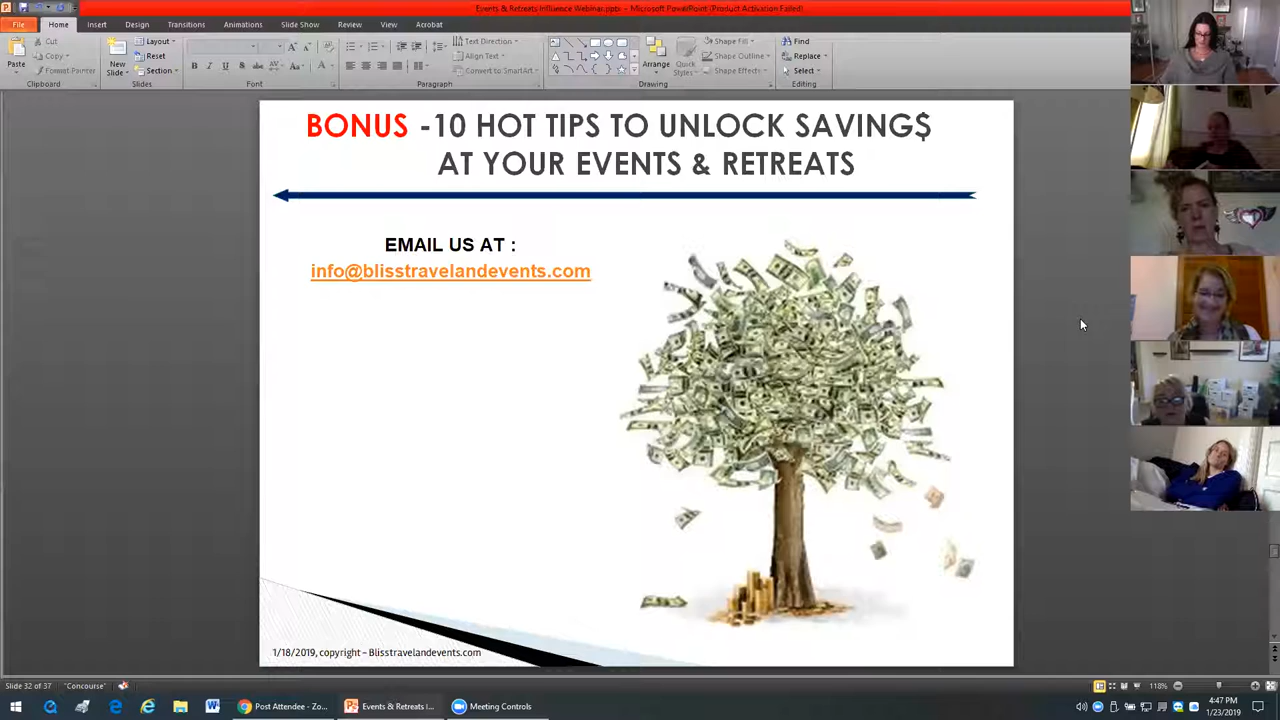 Events & Retreats Influence Webinar.pptx - Microsoft PowerPoint (Product Activation Failed)
File Home Insert Design Transitions Animations Slide Show Review View Acrobat
Paste
Cut
Copy
Format Painter
Clipboard
New Slide
Layout
Reset
Section
Slides
Font
Paragraph
Text Direction
Align Text
Convert to SmartArt
Arrange
Quick Styles
Shape Fill
Shape Outline
Shape Effects
Drawing
Find
Replace
Select
Editing
BONUS -10 HOT TIPS TO UNLOCK SAVING$
AT YOUR EVENTS & RETREATS
EMAIL US AT :
info@blisstravelandevents.com
1/18/2019, copyright - Blisstravelandevents.com
Slide 32 of 37 "Concourse" 118%
Post Attendee - Zo... Events & Retreats I... Meeting Controls
4:47 PM
1/23/2019